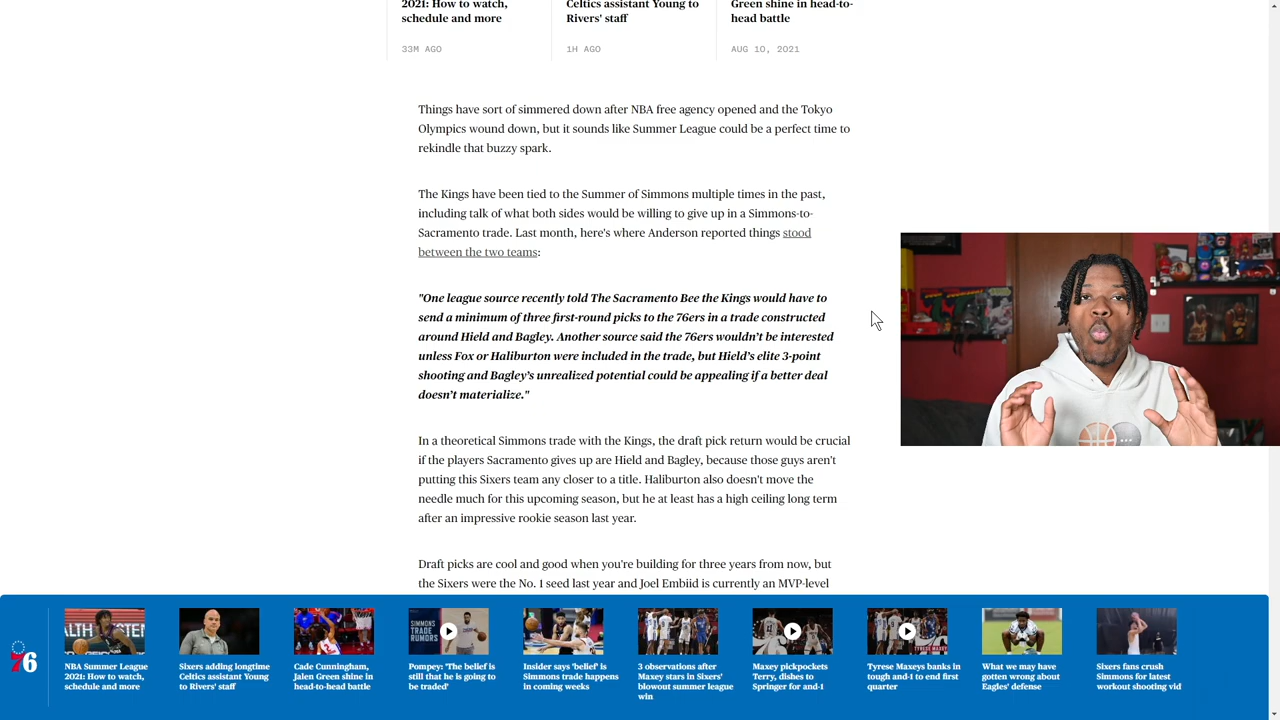 2021: How to watch,
schedule and more
33M AGO
Celtics assistant Young to
Rivers' staff
1H AGO
Green shine in head-to-
head battle
AUG 10, 2021
Things have sort of simmered down after NBA free agency opened and the Tokyo
Olympics wound down, but it sounds like Summer League could be a perfect time to
rekindle that buzzy spark.
The Kings have been tied to the Summer of Simmons multiple times in the past,
including talk of what both sides would be willing to give up in a Simmons-to-
Sacramento trade. Last month, here's where Anderson reported things stood
between the two teams:
"One league source recently told The Sacramento Bee the Kings would have to
send a minimum of three first-round picks to the 76ers in a trade constructed
around Hield and Bagley. Another source said the 76ers wouldn't be interested
unless Fox or Haliburton were included in the trade, but Hield's elite 3-point
shooting and Bagley's unrealized potential could be appealing if a better deal
doesn't materialize."
In a theoretical Simmons trade with the Kings, the draft pick return would be crucial
if the players Sacramento gives up are Hield and Bagley, because those guys aren't
putting this Sixers team any closer to a title. Haliburton also doesn't move the
needle much for this upcoming season, but he at least has a high ceiling long term
after an impressive rookie season last year.
Draft picks are cool and good when you're building for three years from now, but
the Sixers were the No. 1 seed last year and Joel Embiid is currently an MVP-level
76
NBA Summer League
2021: How to watch,
schedule and more
Sixers adding longtime
Celtics assistant Young
to Rivers' staff
Cade Cunningham,
Jalen Green shine in
head-to-head battle
SIMMONS
TRADE
RUMORS
Pompey: 'The belief is
still that he is going to
be traded'
Insider says 'belief' is
Simmons trade happens
in coming weeks
3 observations after
Maxey stars in Sixers'
blowout summer league
win
Maxey pickpockets
Terry, dishes to
Springer for and-1
Tyrese Maxeys banks in
tough and-1 to end first
quarter
What we may have
gotten wrong about
Eagles' defense
Sixers fans crush
Simmons for latest
workout shooting vid